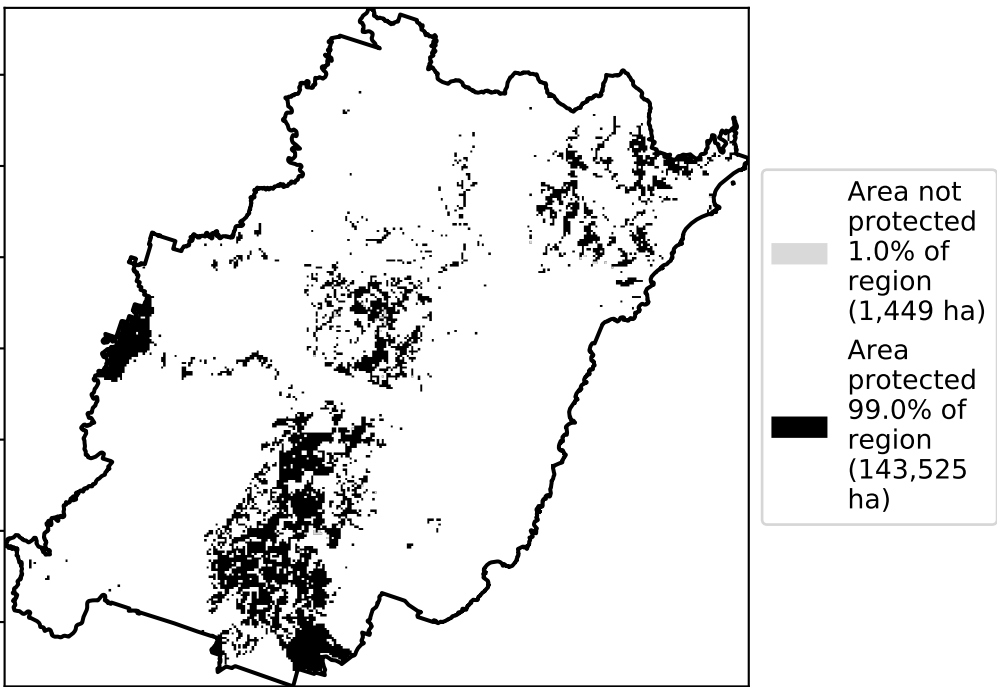 Area not
protected
1.0% of
region
(1,449 ha)
Area
protected
99.0% of
region
(143,525
ha)